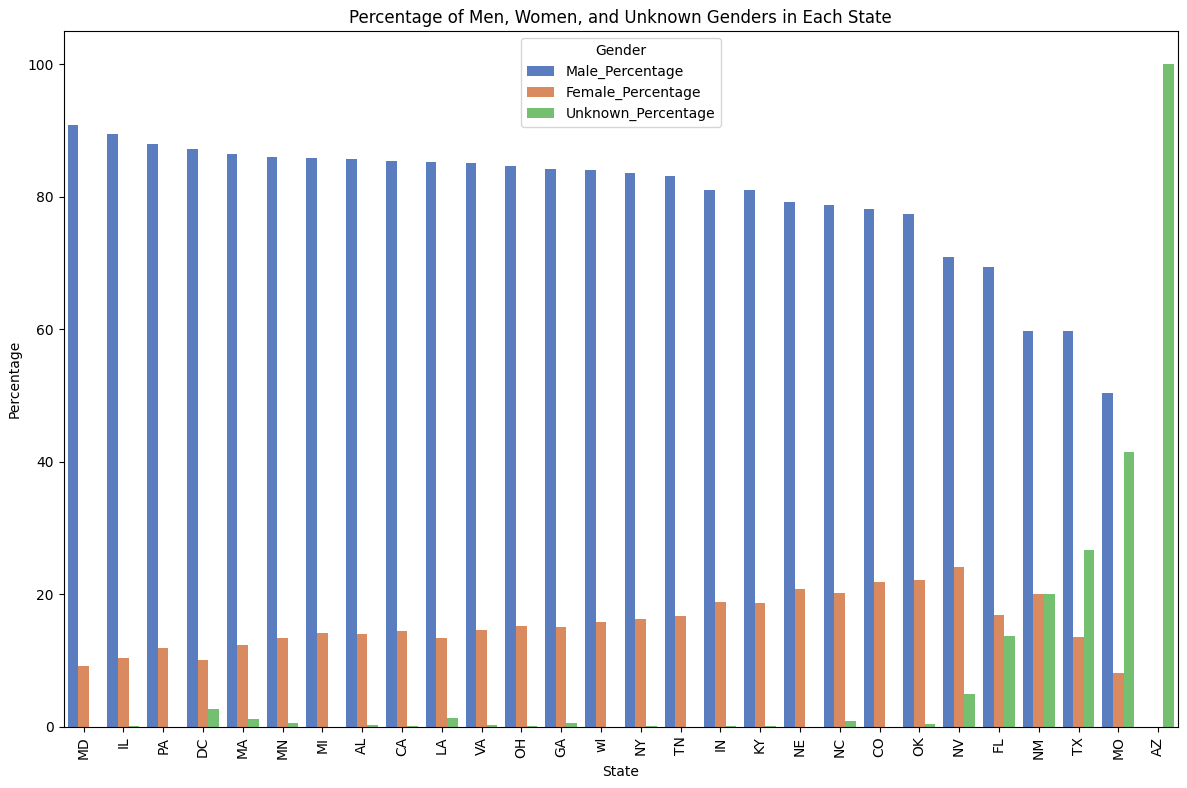 Percentage of Men, Women, and Unknown Genders in Each State
Gender
Male_Percentage
Female_Percentage
Unknown_Percentage
Percentage
100
80
60
40
20
0
MD IL PA DC MA MN MI AL CA LA VA OH GA wl NY TN IN KY NE NC CO OK NV FL NM TX MO AZ
State